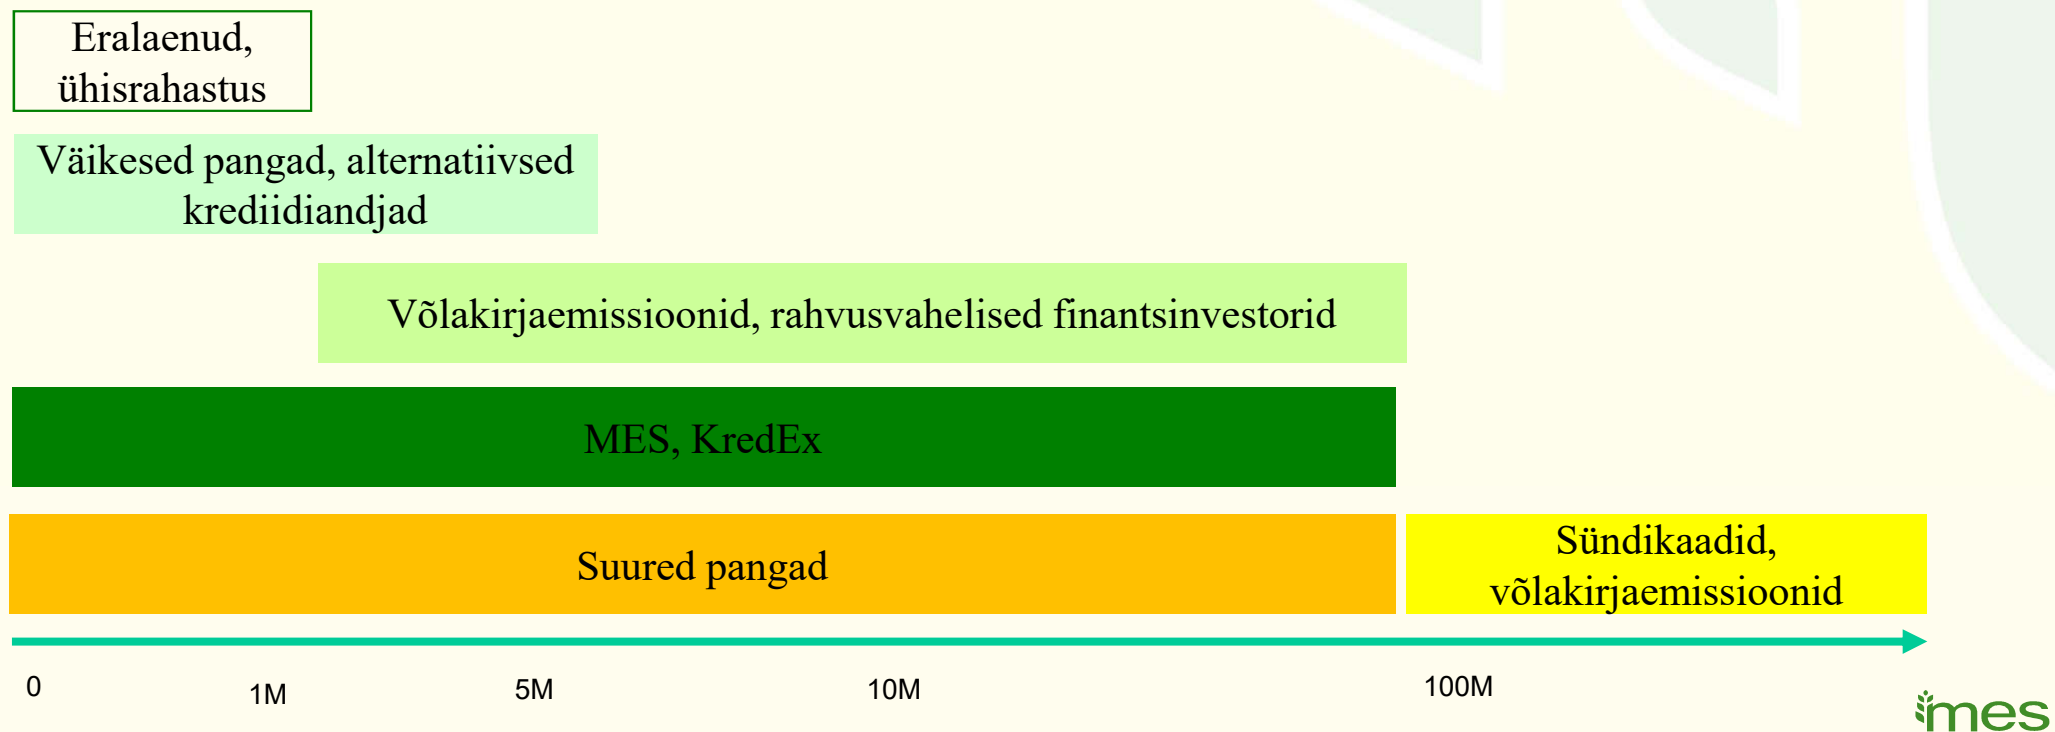 Eralaenud,
ühisrahastus
Väikesed pangad, alternatiivsed
krediidiandjad
Võlakirjaemissioonid, rahvusvahelised finantsinvestorid
MES, KredEx
Suured pangad
Sündikaadid,
võlakirjaemissioonid
0 1M 5M 10M 100M
mes